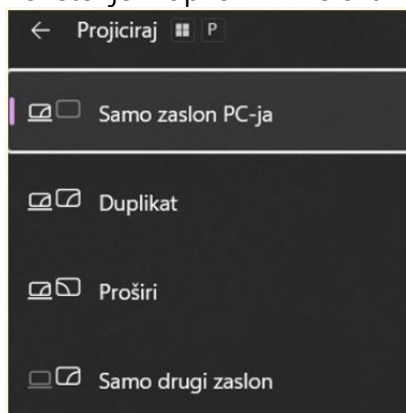 Projiciraj P
Samo zaslon PC-ja
Duplikat
Proširi
Samo drugi zaslon